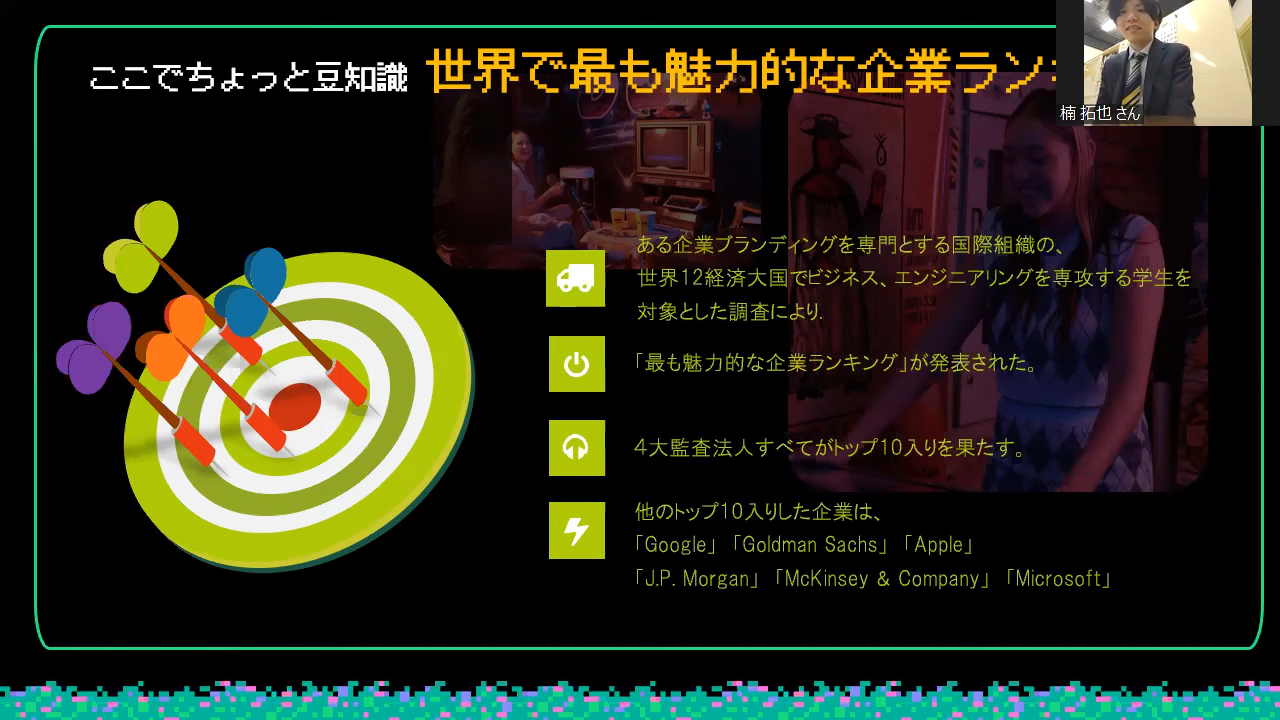 ここでちょっと豆知識 世界で最も魅力的な企業ラン
楠 拓也 さん
ある企業ブランディングを専門とする国際組織の、
世界12経済大国でビジネス、エンジニアリングを専攻する学生を
対象とした調査により.
「最も魅力的な企業ランキング」が発表された。
４大監査法人すべてがトップ10入りを果たす。
他のトップ10入りした企業は、
「Google」「Goldman Sachs」「Apple」
「J.P. Morgan」「McKinsey & Company」「Microsoft」